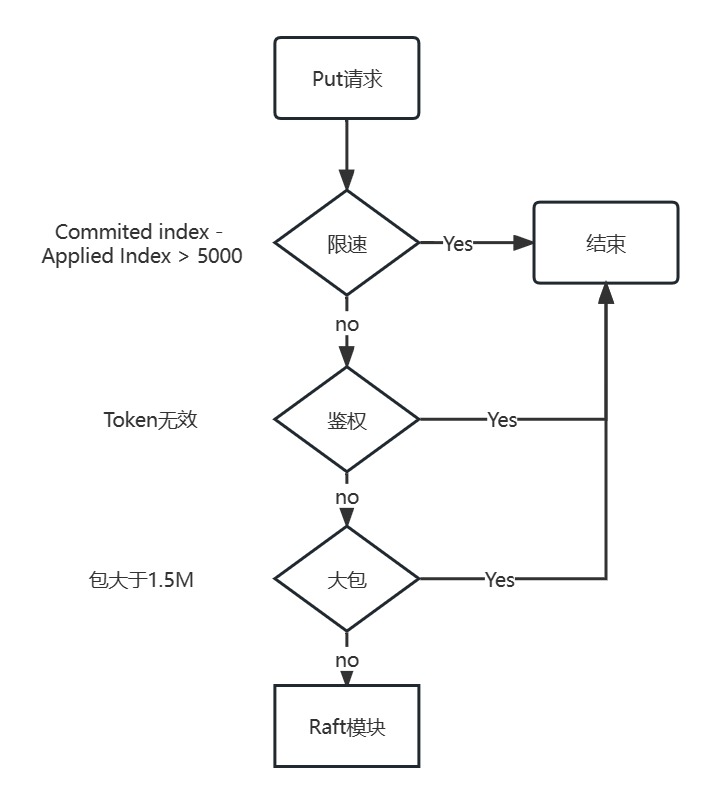 Put请求
Commited index -
Applied Index > 5000
限速
Yes
结束
no
Token无效
鉴权
Yes
no
包大于1.5M
大包
Yes
no
Raft模块